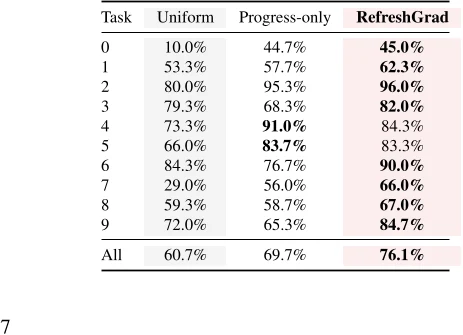 Task Uniform Progress-only RefreshGrad
0 10.0% 44.7% 45.0%
1 53.3% 57.7% 62.3%
2 80.0% 95.3% 96.0%
3 79.3% 68.3% 82.0%
4 73.3% 91.0% 84.3%
5 66.0% 83.7% 83.3%
6 84.3% 76.7% 90.0%
7 29.0% 56.0% 66.0%
8 59.3% 58.7% 67.0%
9 72.0% 65.3% 84.7%
All 60.7% 69.7% 76.1%
7